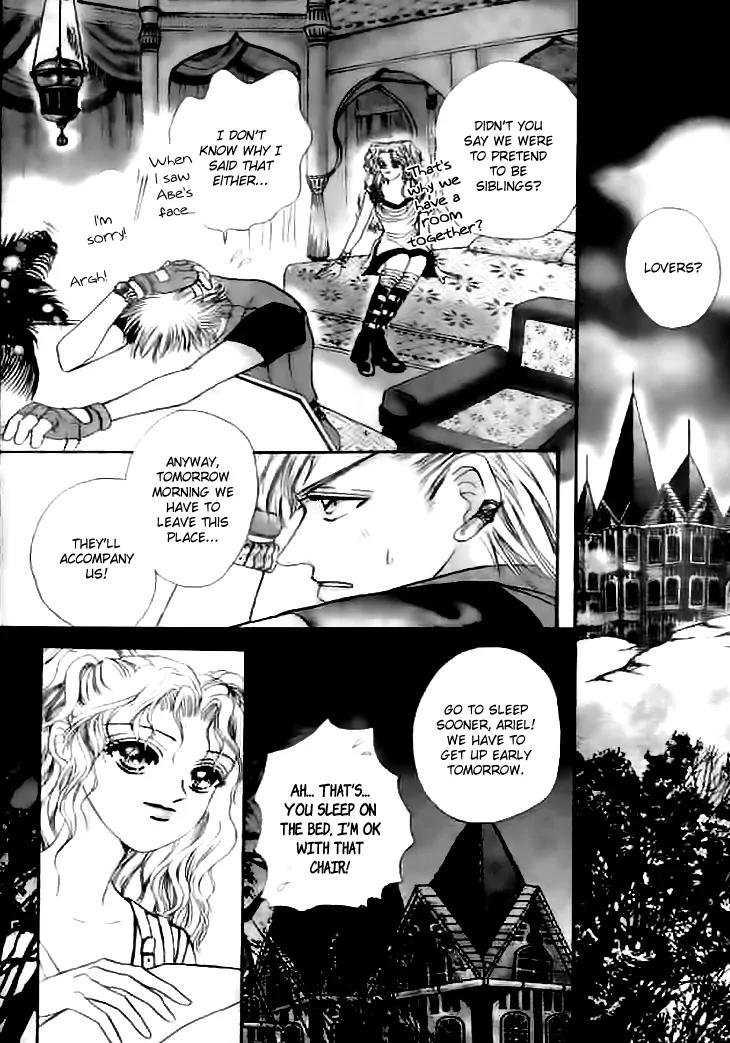 LOVERS?
DIDN'T YOU
SAY WE WERE
TO PRETEND
TO BE
SIBLINGS?
That's
why we
have a
room
together?
I DON'T
KNOW WHY I
SAID THAT
EITHER...
When
I saw
Abe's
face...
I'm
sorry!
Argh!
ANYWAY,
TOMORROW
MORNING WE
HAVE TO
LEAVE THIS
PLACE...
THEY'LL
ACCOMPANY
US!
GO TO SLEEP
SOONER, ARIEL!
WE HAVE TO
GET UP EARLY
TOMORROW.
AH... THAT'S...
YOU SLEEP ON
THE BED, I'M OK
WITH THAT
CHAIR!